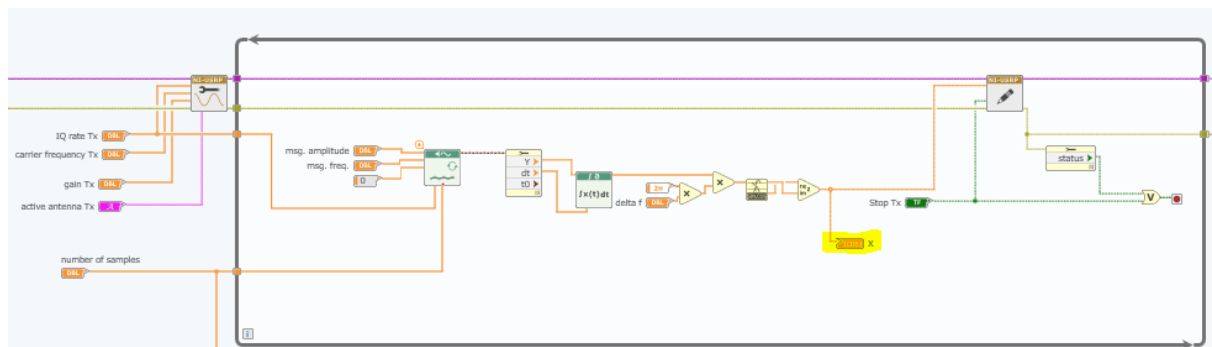 NI-USRP
NI-USRP
IQ rate Tx DBL
carrier frequency Tx DBL
gain Tx DBL
active antenna Tx
number of samples
DBL
msg. amplitude DBL
msg. freq. DBL
0
Y
dt
t0
∫x(t)dt
2π
delta f DBL
x
Stop Tx TF
status
V
i